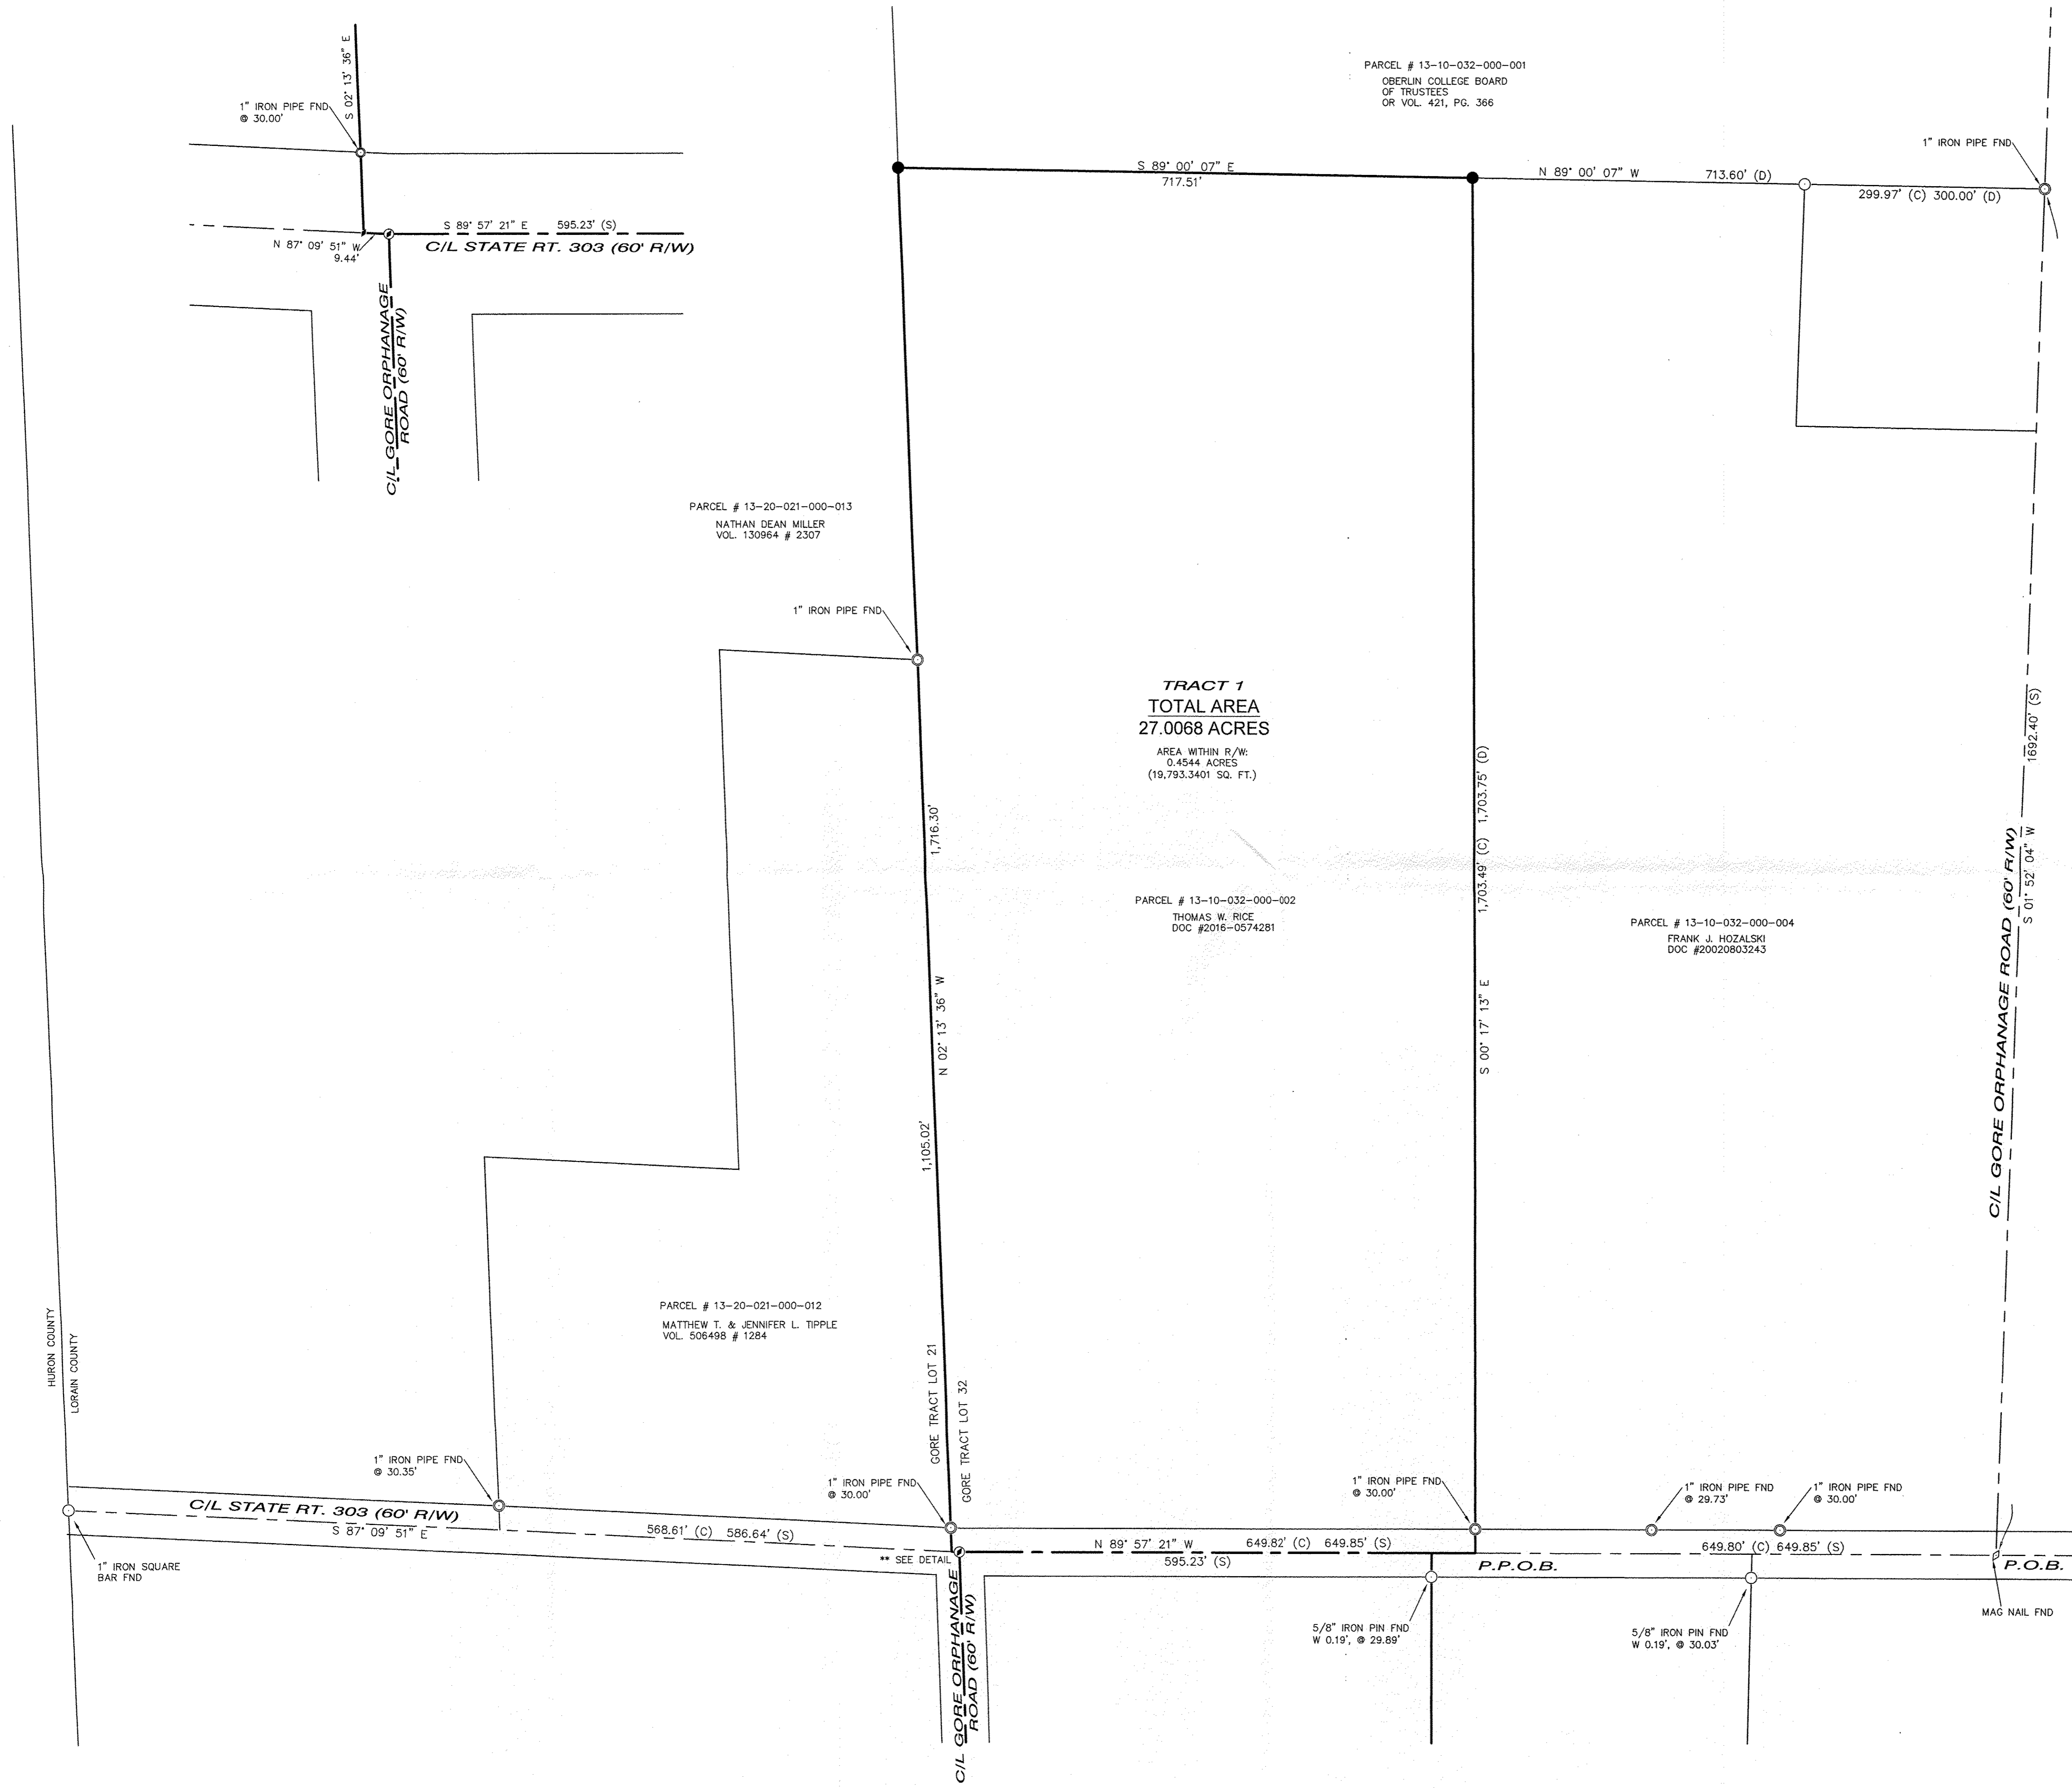 S 02° 13' 36" E
1" IRON PIPE FND
@ 30.00'
S 89° 57' 21" E 595.23' (S)
N 87° 09' 51" W
9.44'
C/L STATE RT. 303 (60' R/W)
C/L GORE ORPHANAGE
ROAD (60' R/W)
PARCEL # 13-10-032-000-001
OBERLIN COLLEGE BOARD
OF TRUSTEES
OR VOL. 421, PG. 366
1" IRON PIPE FND
S 89° 00' 07" E
717.51'
N 89° 00' 07" W 713.60' (D)
299.97' (C) 300.00' (D)
PARCEL # 13-20-021-000-013
NATHAN DEAN MILLER
VOL. 130964 # 2307
1" IRON PIPE FND
TRACT 1
TOTAL AREA
27.0068 ACRES
AREA WITHIN R/W:
0.4544 ACRES
(19,793.3401 SQ. FT.)
1,716.30'
1,703.49' (C) 1,703.75' (D)
1692.40' (S)
S 01° 52' 04" W
C/L GORE ORPHANAGE ROAD (60' R/W)
PARCEL # 13-10-032-000-002
THOMAS W. RICE
DOC #2016-0574281
PARCEL # 13-10-032-000-004
FRANK J. HOZALSKI
DOC #20020803243
N 02° 13' 36" W
S 00° 17' 13" E
1,105.02'
PARCEL # 13-20-021-000-012
MATTHEW T. & JENNIFER L. TIPPLE
VOL. 506498 # 1284
HURON COUNTY
LORAIN COUNTY
GORE TRACT LOT 21
GORE TRACT LOT 32
1" IRON PIPE FND
@ 30.35'
1" IRON PIPE FND
@ 30.00'
1" IRON PIPE FND
@ 30.00'
1" IRON PIPE FND
@ 29.73'
1" IRON PIPE FND
@ 30.00'
C/L STATE RT. 303 (60' R/W)
S 87° 09' 51" E
568.61' (C) 586.64' (S)
** SEE DETAIL
N 89° 57' 21" W 649.82' (C) 649.85' (S)
595.23' (S)
649.80' (C) 649.85' (S)
P.P.O.B.
P.O.B.
1" IRON SQUARE
BAR FND
MAG NAIL FND
5/8" IRON PIN FND
W 0.19', @ 29.89'
5/8" IRON PIN FND
W 0.19', @ 30.03'
C/L GORE ORPHANAGE
ROAD (60' R/W)